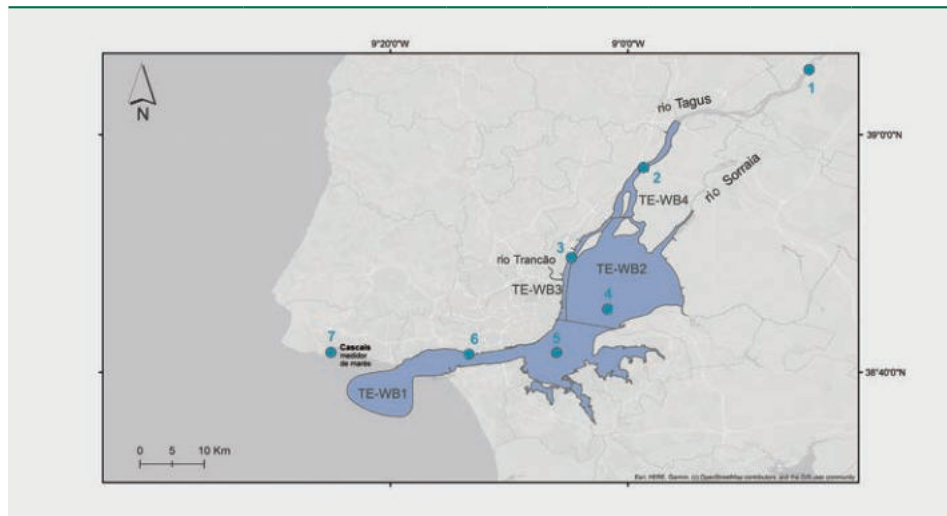 9°20'0"W
9°0'0"W
N
1
rio Tagus
39°0'0"N
2
rio Sorraia
TE-WB4
3
rio Trancão
TE-WB2
TE-WB3
4
7
Cascais
medidor
de marés
6
5
38°40'0"N
TE-WB1
0 5 10 Km
Esri, HERE, Garmin, (c) OpenStreetMap contributors, and the GIS user community